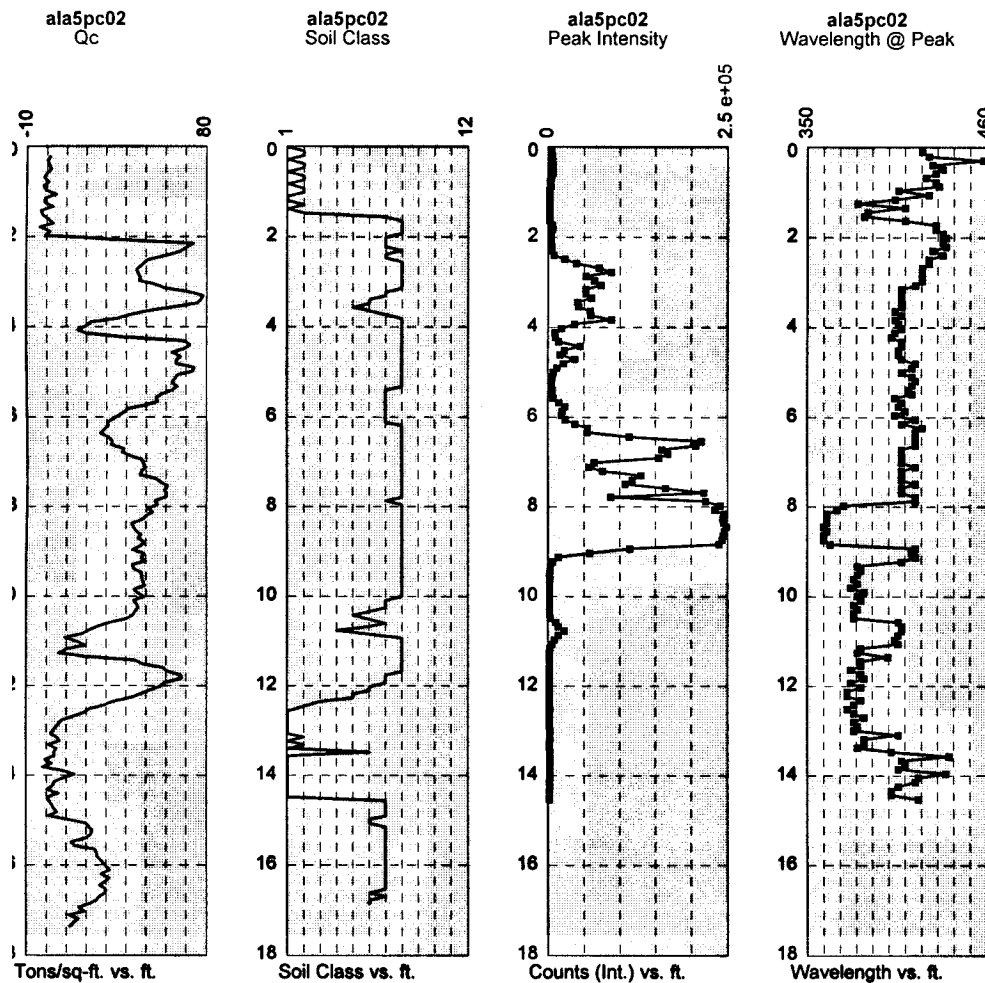 ala5pc02
Qc
-10
80
Tons/sq-ft. vs. ft.
ala5pc02
Soil Class
1
12
0
2
4
6
8
10
12
14
16
18
Soil Class vs. ft.
ala5pc02
Peak Intensity
0
2.5 e+05
0
2
4
6
8
10
12
14
16
18
Counts (Int.) vs. ft.
ala5pc02
Wavelength @ Peak
350
460
0
2
4
6
8
10
12
14
16
18
Wavelength vs. ft.